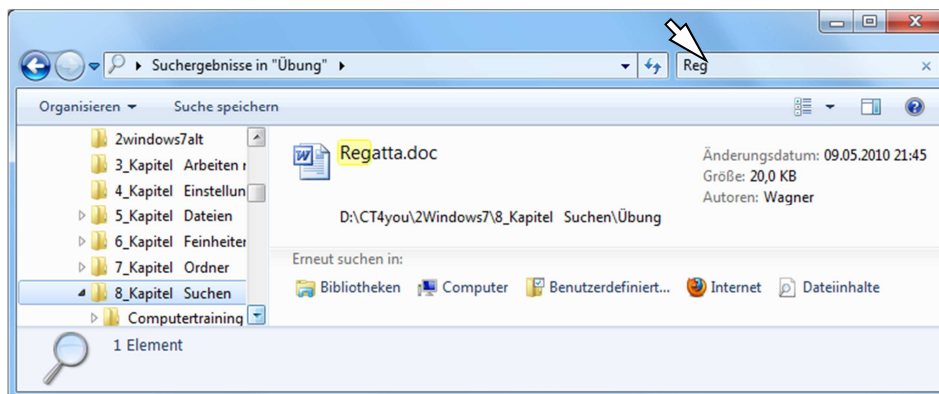 Suchergebnisse in "Übung"
Reg
Organisieren
Suche speichern
2windows7alt
3_Kapitel Arbeiten
4_Kapitel Einstellun
5_Kapitel Dateien
6_Kapitel Feinheiter
7_Kapitel Ordner
8_Kapitel Suchen
Computertraining
Regatta.doc
D:\CT4you\2Windows7\8_Kapitel Suchen\Übung
Änderungsdatum: 09.05.2010 21:45
Größe: 20,0 KB
Autoren: Wagner
Erneut suchen in:
Bibliotheken Computer Benutzerdefiniert... Internet Dateiinhalte
1 Element